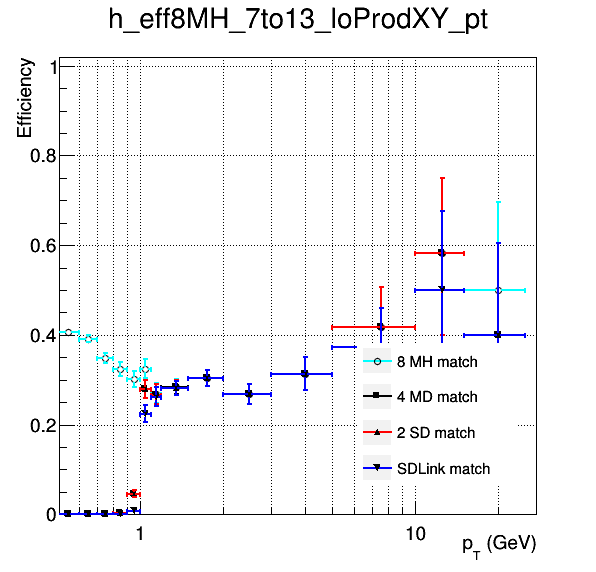 h_eff8MH_7to13_loProdXY_pt
Efficiency
1
0.8
0.6
0.4
0.2
0
8 MH match
4 MD match
2 SD match
SDLink match
1
10
p_T (GeV)